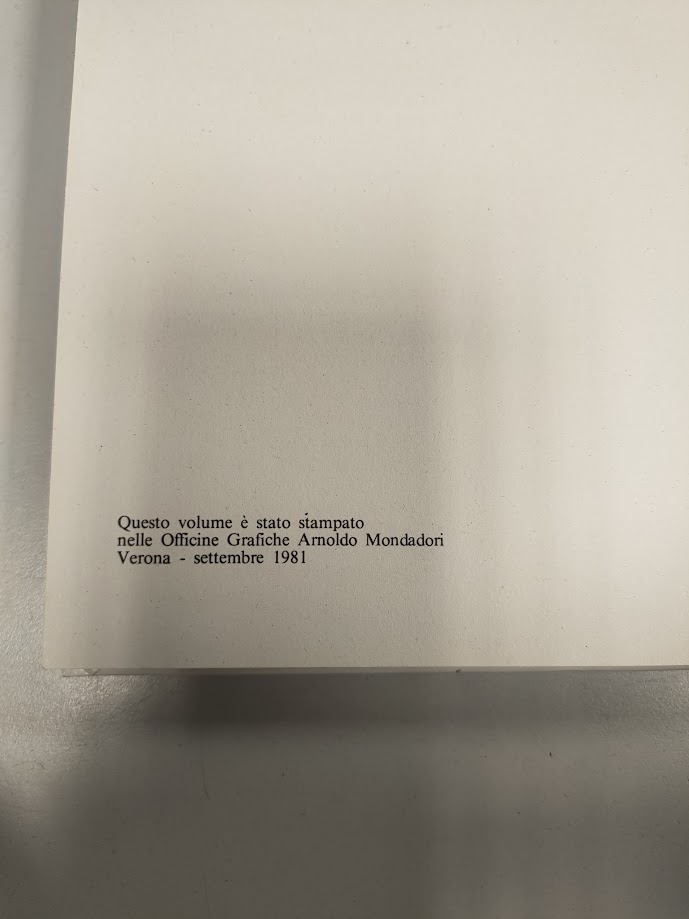 Questo volume è stato stampato
nelle Officine Grafiche Arnoldo Mondadori
Verona - settembre 1981